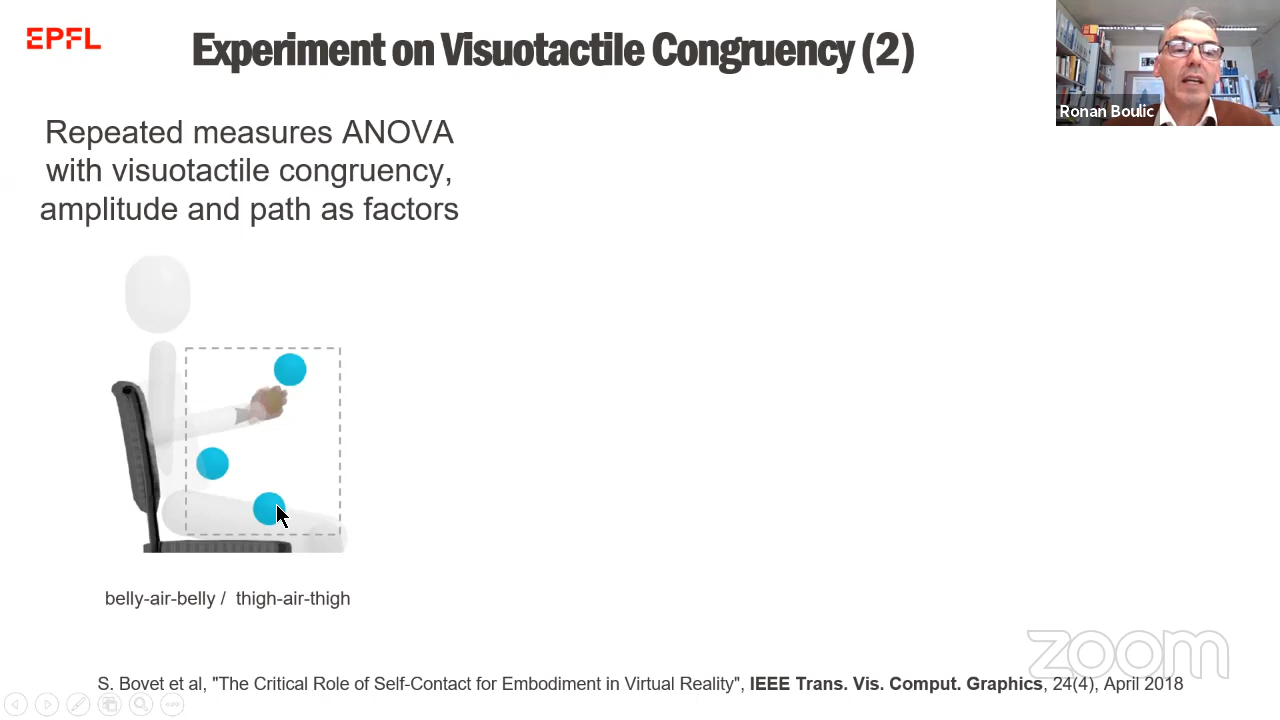 EPFL
Experiment on Visuotactile Congruency (2)
Ronan Boulic
Repeated measures ANOVA
with visuotactile congruency,
amplitude and path as factors
belly-air-belly / thigh-air-thigh
zoom
S. Bovet et al, "The Critical Role of Self-Contact for Embodiment in Virtual Reality", IEEE Trans. Vis. Comput. Graphics, 24(4), April 2018